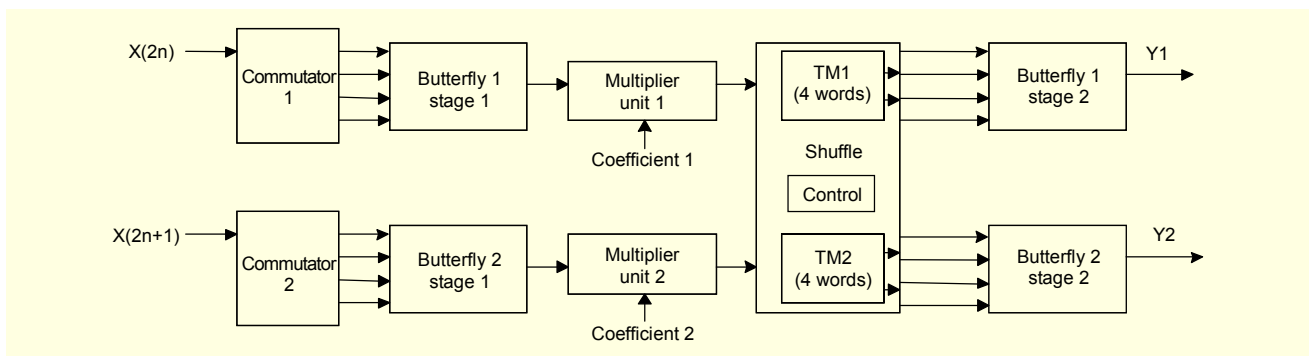 X(2n)
Commutator
1
Butterfly 1
stage 1
Multiplier
unit 1
Coefficient 1
TM1
(4 words)
Shuffle
Control
Butterfly 1
stage 2
Y1
X(2n+1)
Commutator
2
Butterfly 2
stage 1
Multiplier
unit 2
Coefficient 2
TM2
(4 words)
Butterfly 2
stage 2
Y2